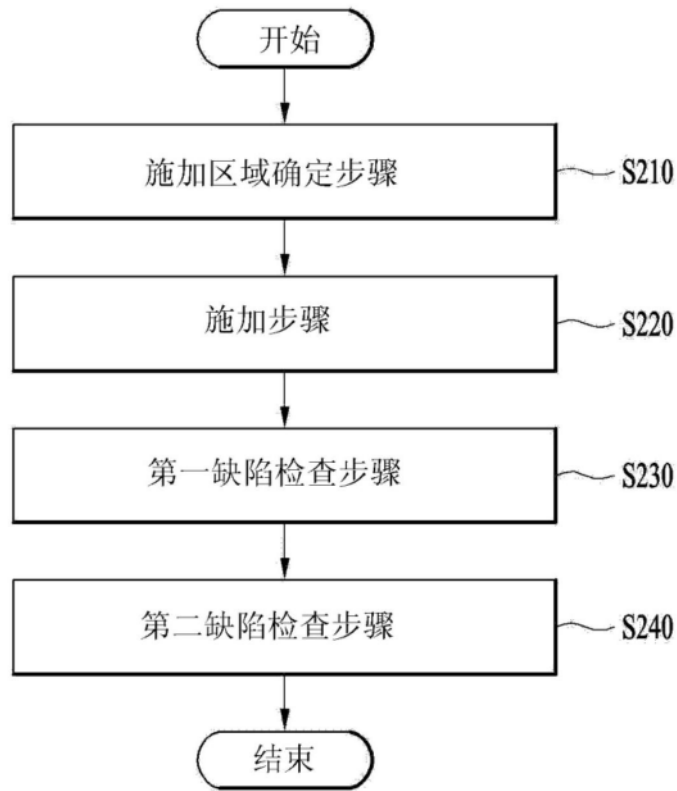 开始
施加区域确定步骤
S210
施加步骤
S220
第一缺陷检查步骤
S230
第二缺陷检查步骤
S240
结束